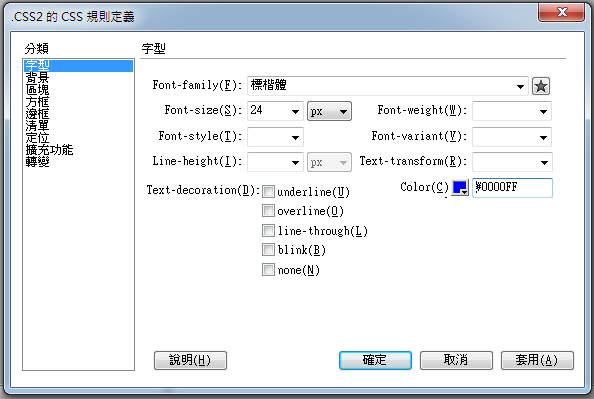 .CSS2 的 CSS 規則定義
分類
字型
背景
區塊
方框
邊框
清單
定位
擴充功能
轉變
字型
Font-family(F): 標楷體
Font-size(S): 24 px Font-weight(W):
Font-style(T): Font-variant(V):
Line-height(I): px Text-transform(R):
Text-decoration(D): underline(U) Color(C): #0000FF
overline(O)
line-through(L)
blink(B)
none(N)
說明(H) 確定 取消 套用(A)